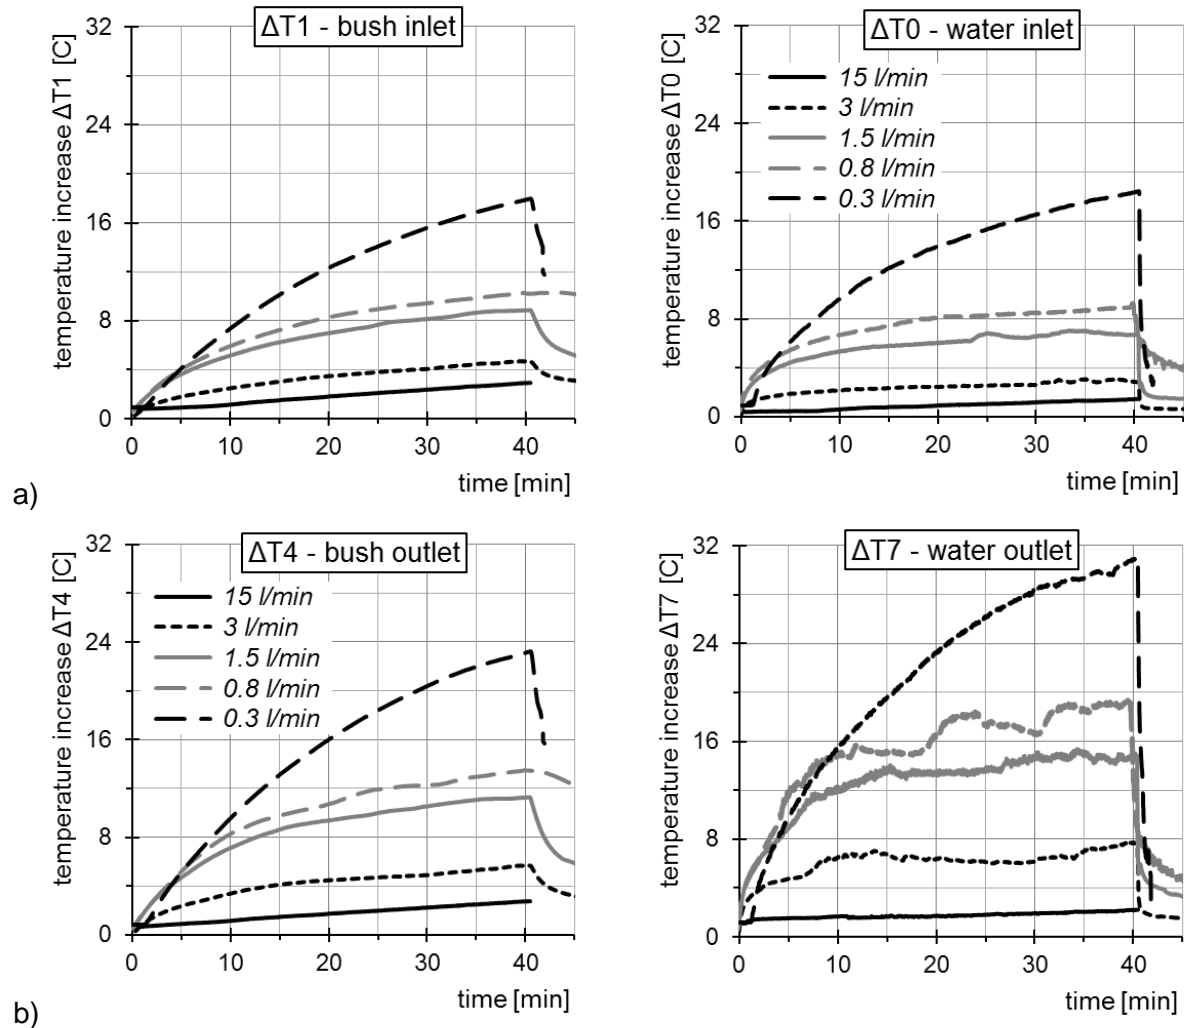 ΔT1 - bush inlet
temperature increase ΔT1 [C]
32
24
16
8
0
0 10 20 30 40
time [min]
ΔT0 - water inlet
temperature increase ΔT0 [C]
32
24
16
8
0
15 l/min
3 l/min
1.5 l/min
0.8 l/min
0.3 l/min
0 10 20 30 40
time [min]
a)
ΔT4 - bush outlet
temperature increase ΔT4 [C]
32
24
16
8
0
15 l/min
3 l/min
1.5 l/min
0.8 l/min
0.3 l/min
0 10 20 30 40
time [min]
ΔT7 - water outlet
temperature increase ΔT7 [C]
32
24
16
8
0
0 10 20 30 40
time [min]
b)